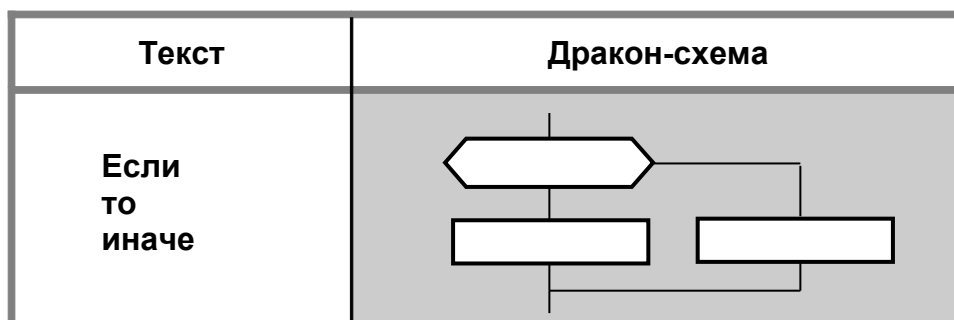 Текст
Дракон-схема
Если
то
иначе